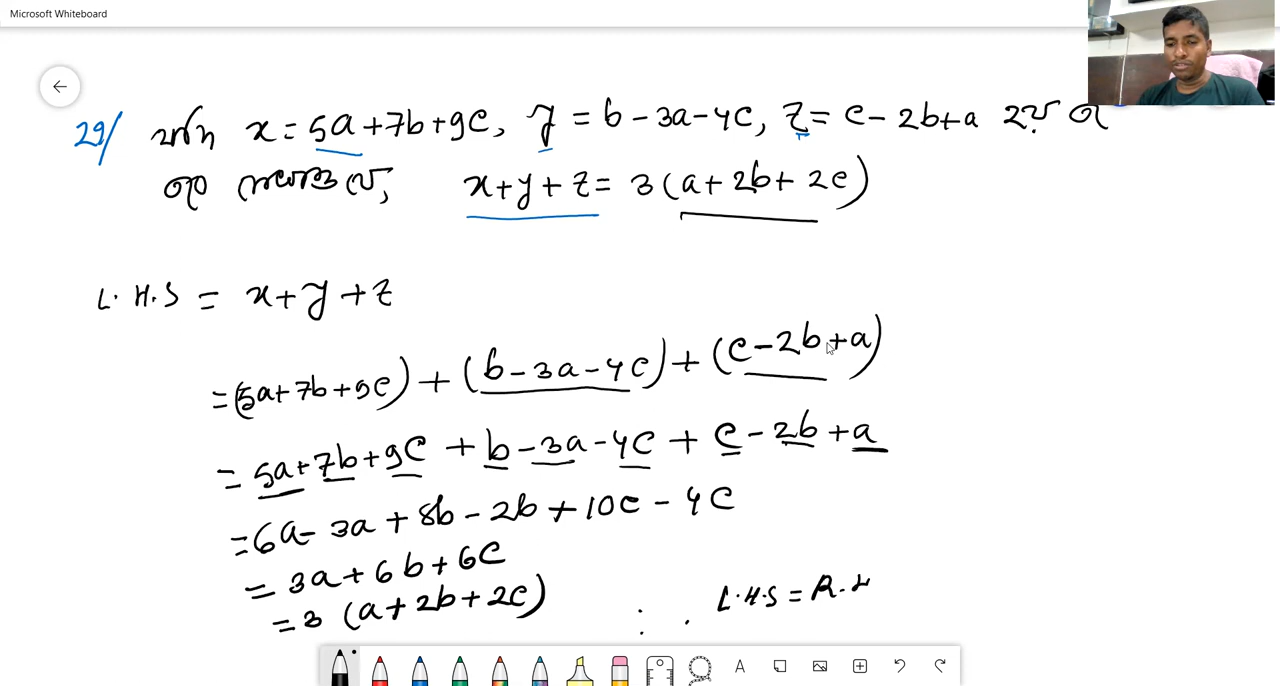 Microsoft Whiteboard
29/ যদি x = 5a+7b+9c, y = b-3a-4c, z = c-2b+a হয়
x+y+z = 3(a+2b+2c)
L.H.S = x+y+z
=(5a+7b+9c)+(b-3a-4c)+(c-2b+a)
= 5a+7b+9c+b-3a-4c+c-2b+a
=6a-3a+8b-2b+10c-4c
= 3a+6b+6c
=3 (a+2b+2c)
L.H.S = R.H
A